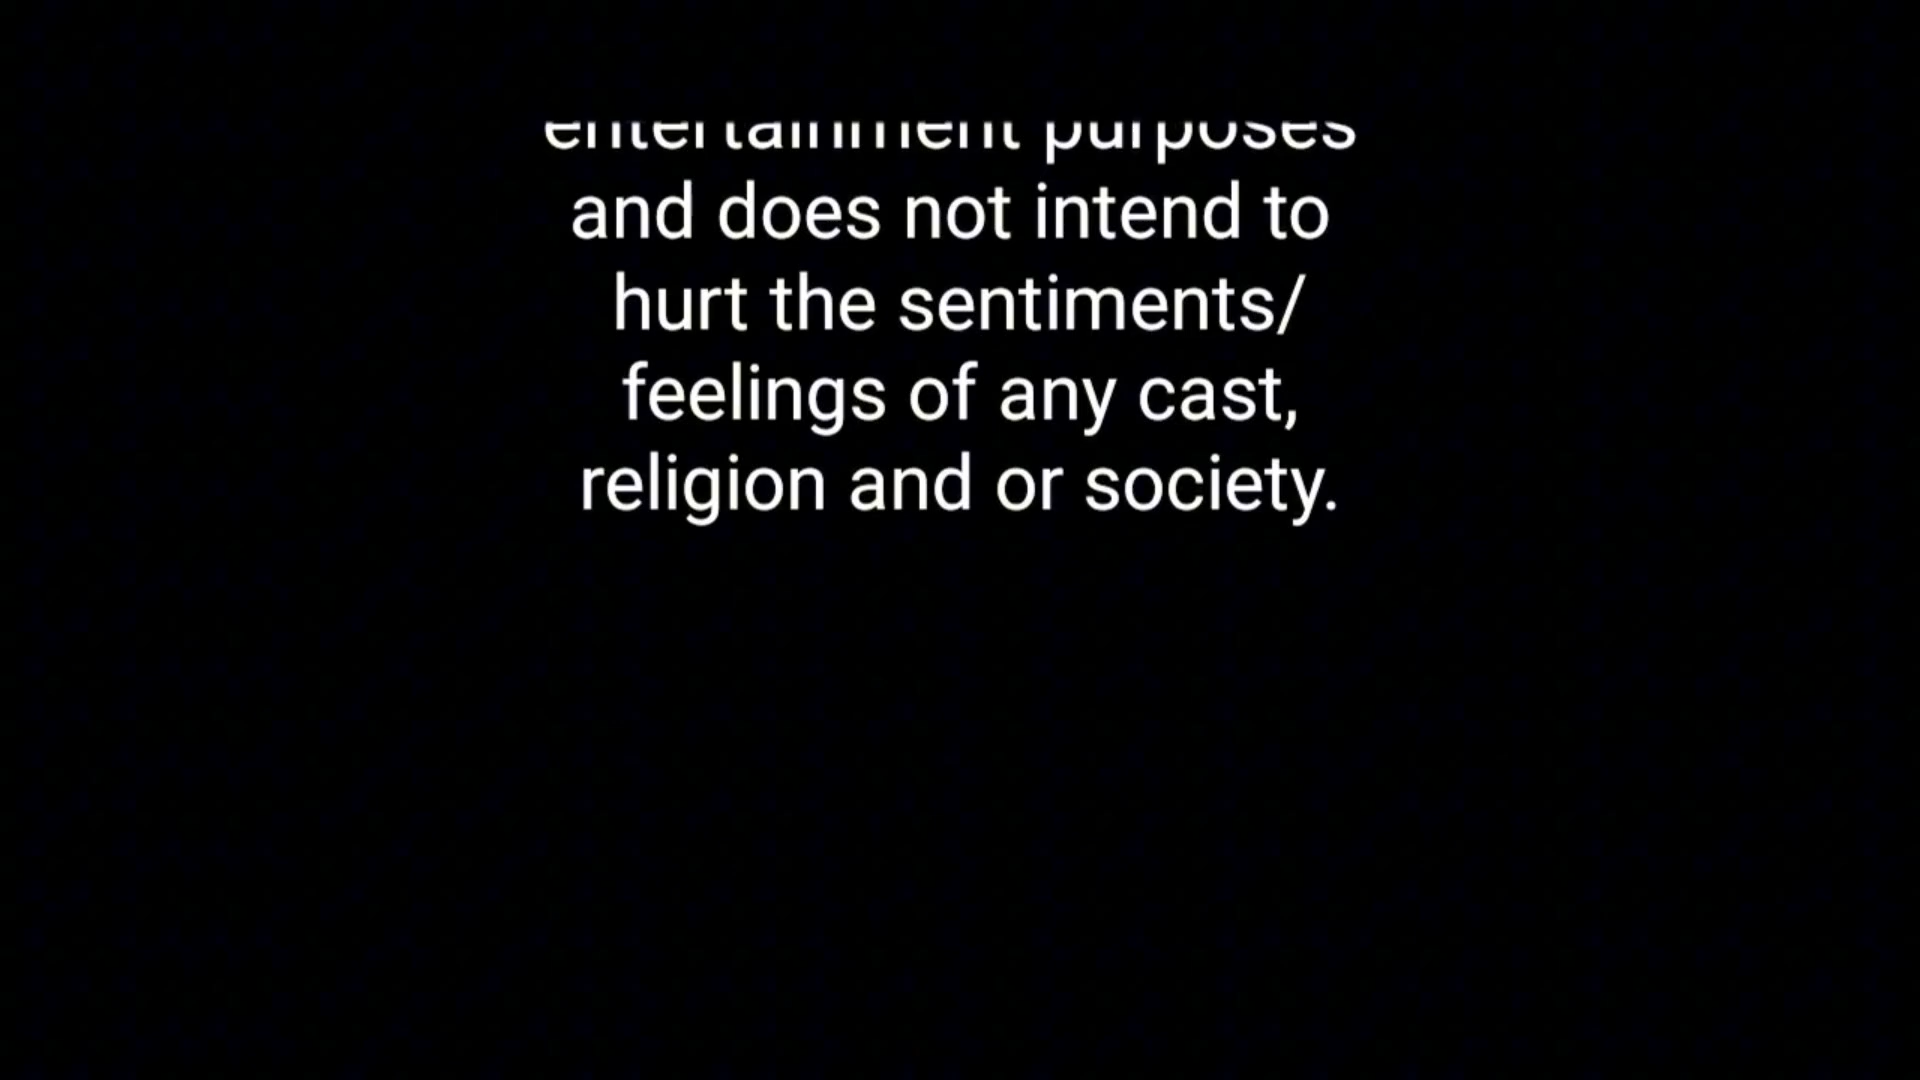 entertainment purposes
and does not intend to
hurt the sentiments/
feelings of any cast,
religion and or society.